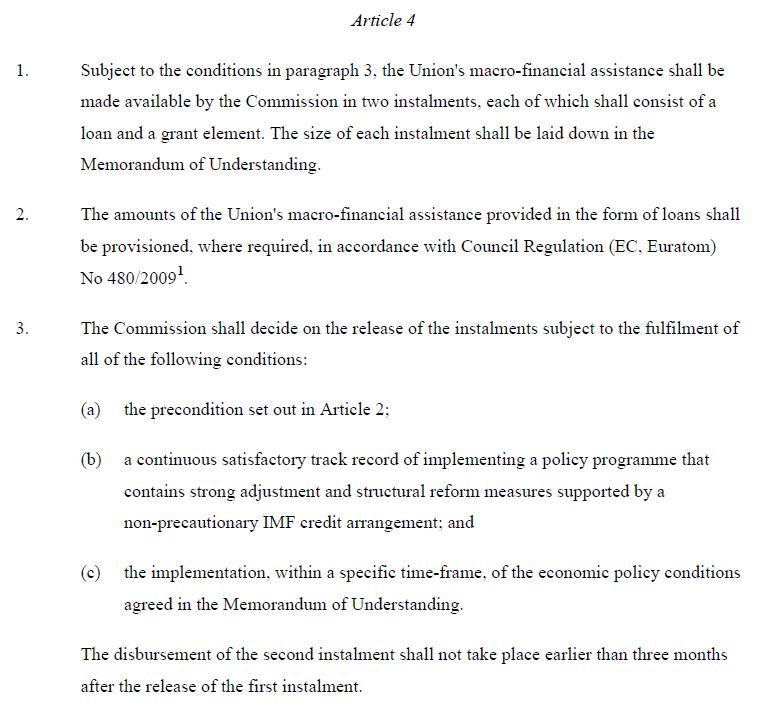 Article 4
1. Subject to the conditions in paragraph 3, the Union's macro-financial assistance shall be
made available by the Commission in two instalments, each of which shall consist of a
loan and a grant element. The size of each instalment shall be laid down in the
Memorandum of Understanding.
2. The amounts of the Union's macro-financial assistance provided in the form of loans shall
be provisioned, where required, in accordance with Council Regulation (EC, Euratom)
No 480/2009¹.
3. The Commission shall decide on the release of the instalments subject to the fulfilment of
all of the following conditions:
(a) the precondition set out in Article 2;
(b) a continuous satisfactory track record of implementing a policy programme that
contains strong adjustment and structural reform measures supported by a
non-precautionary IMF credit arrangement; and
(c) the implementation, within a specific time-frame, of the economic policy conditions
agreed in the Memorandum of Understanding.
The disbursement of the second instalment shall not take place earlier than three months
after the release of the first instalment.